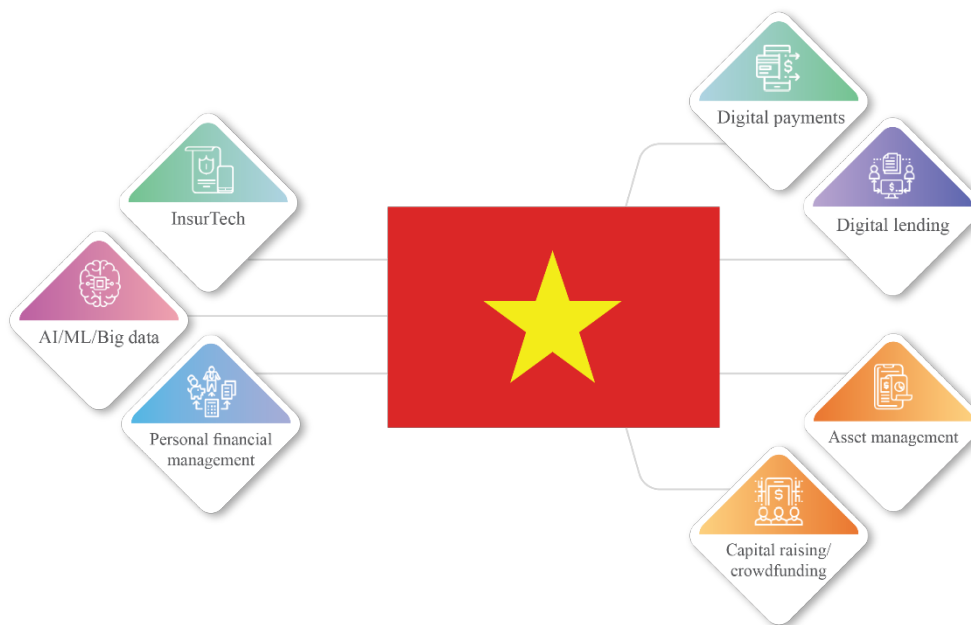 Digital payments
InsurTech
Digital lending
AI/ML/Big data
Personal financial
management
Asset management
Capital raising/
crowdfunding